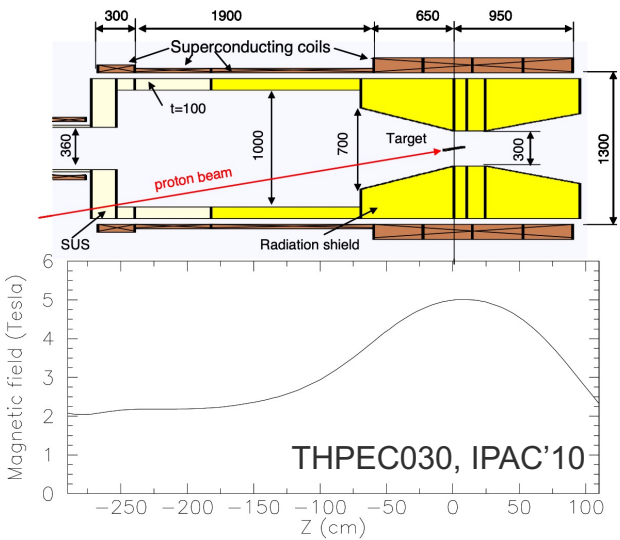 300
1900
650
950
Superconducting coils
t=100
360
1000
700
Target
300
1300
proton beam
SUS
Radiation shield
6
5
4
3
2
1
0
Magnetic field (Tesla)
THPEC030, IPAC’10
−250 −200 −150 −100 −50 0 50 100
Z (cm)